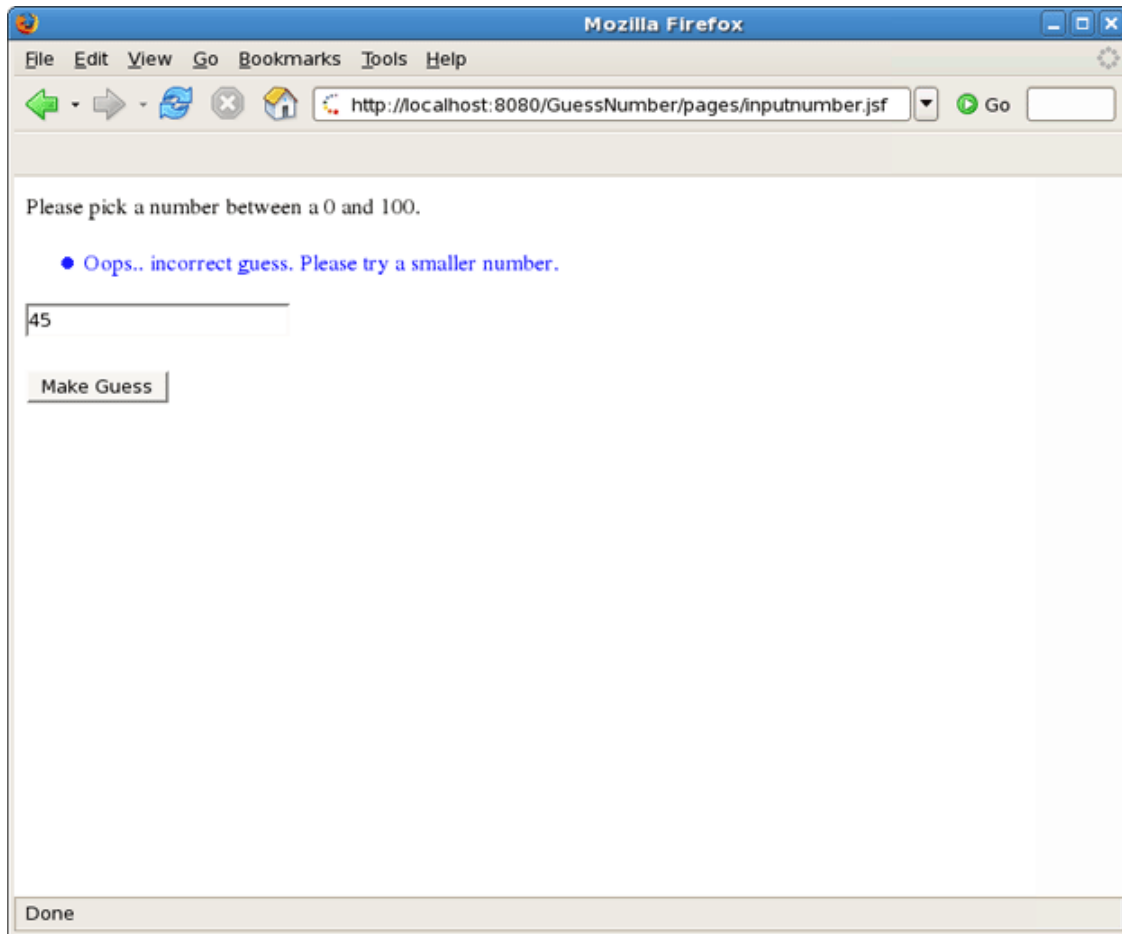 Mozilla Firefox
File Edit View Go Bookmarks Tools Help
http://localhost:8080/GuessNumber/pages/inputnumber.jsf Go
Please pick a number between a 0 and 100.
Oops.. incorrect guess. Please try a smaller number.
45
Make Guess
Done